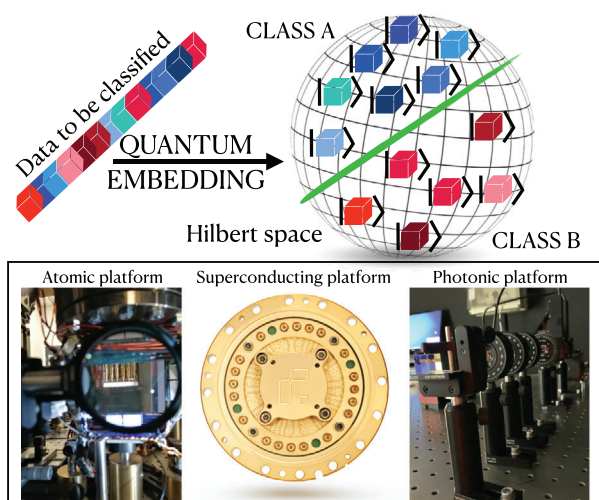 CLASS A
Data to be classified
QUANTUM
EMBEDDING
Hilbert space
CLASS B
Atomic platform
Superconducting platform
Photonic platform